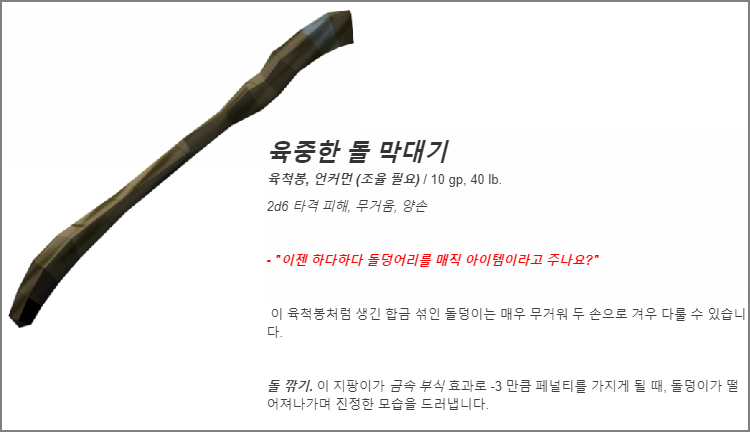 육중한 돌 막대기
육척봉, 언커먼 (조율 필요) / 10 gp, 40 lb.
2d6 타격 피해, 무거움, 양손
- "이젠 하다하다 돌덩어리를 매직 아이템이라고 주나요?"
이 육척봉처럼 생긴 합금 섞인 돌덩이는 매우 무거워 두 손으로 겨우 다룰 수 있습니
다.
돌 깎기. 이 지팡이가 금속 부식 효과로 -3 만큼 페널티를 가지게 될 때, 돌덩이가 떨
어져나가며 진정한 모습을 드러냅니다.